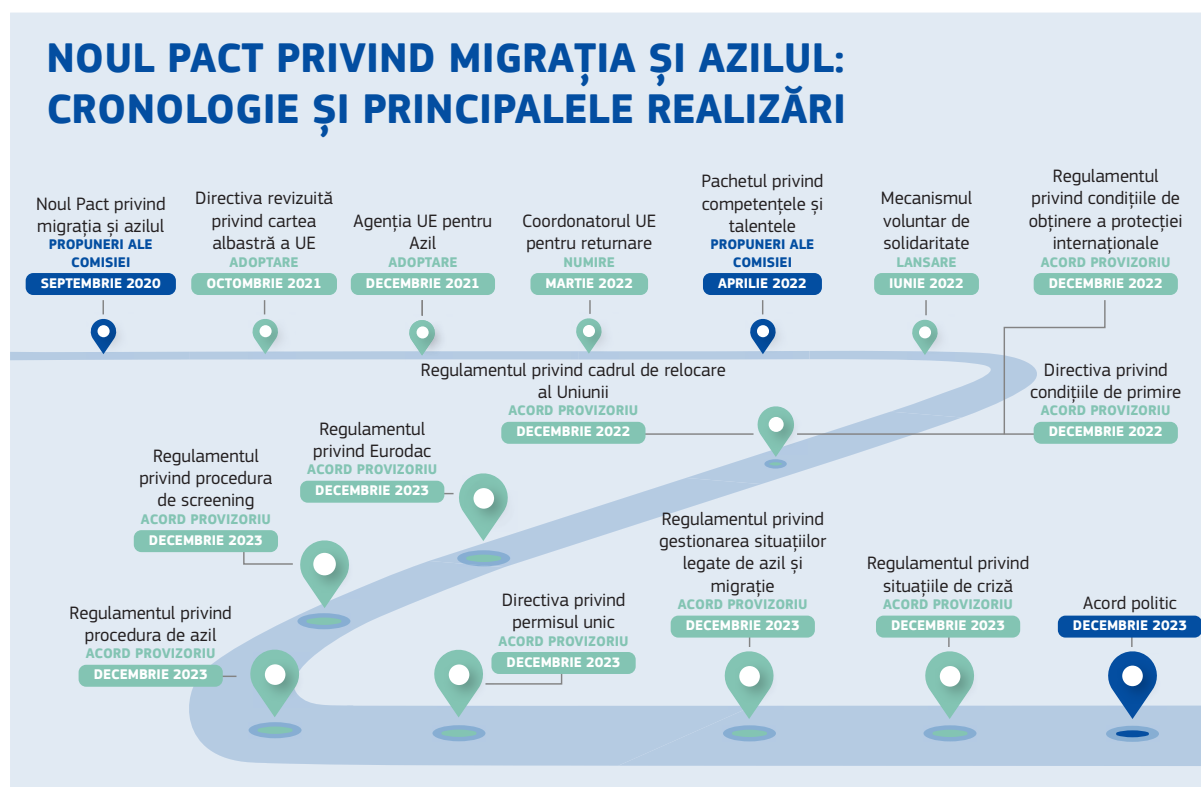 NOUL PACT PRIVIND MIGRAȚIA ȘI AZILUL:
CRONOLOGIE ȘI PRINCIPALELE REALIZĂRI
Noul Pact privind
migrația și azilul
PROPUNERI ALE
COMISIEI
SEPTEMBRIE 2020
Directiva revizuită
privind cartea
albastră a UE
ADOPTARE
OCTOMBRIE 2021
Agenția UE pentru
Azil
ADOPTARE
DECEMBRIE 2021
Coordonatorul UE
pentru returnare
NUMIRE
MARTIE 2022
Pachetul privind
competențele și
talentele
PROPUNERI ALE
COMISIEI
APRILIE 2022
Mecanismul
voluntar de
solidaritate
LANSARE
IUNIE 2022
Regulamentul
privind condițiile de
obținere a protecției
internaționale
ACORD PROVIZORIU
DECEMBRIE 2022
Regulamentul privind cadrul de relocare
al Uniunii
ACORD PROVIZORIU
DECEMBRIE 2022
Directiva privind
condițiile de primire
ACORD PROVIZORIU
DECEMBRIE 2022
Regulamentul
privind Eurodac
ACORD PROVIZORIU
DECEMBRIE 2023
Regulamentul
privind procedura
de screening
ACORD PROVIZORIU
DECEMBRIE 2023
Regulamentul privind
procedura de azil
ACORD PROVIZORIU
DECEMBRIE 2023
Directiva privind
permisul unic
ACORD PROVIZORIU
DECEMBRIE 2023
Regulamentul privind
gestionarea situațiilor
legate de azil și
migrație
ACORD PROVIZORIU
DECEMBRIE 2023
Regulamentul privind
situațiile de criză
ACORD PROVIZORIU
DECEMBRIE 2023
Acord politic
DECEMBRIE 2023